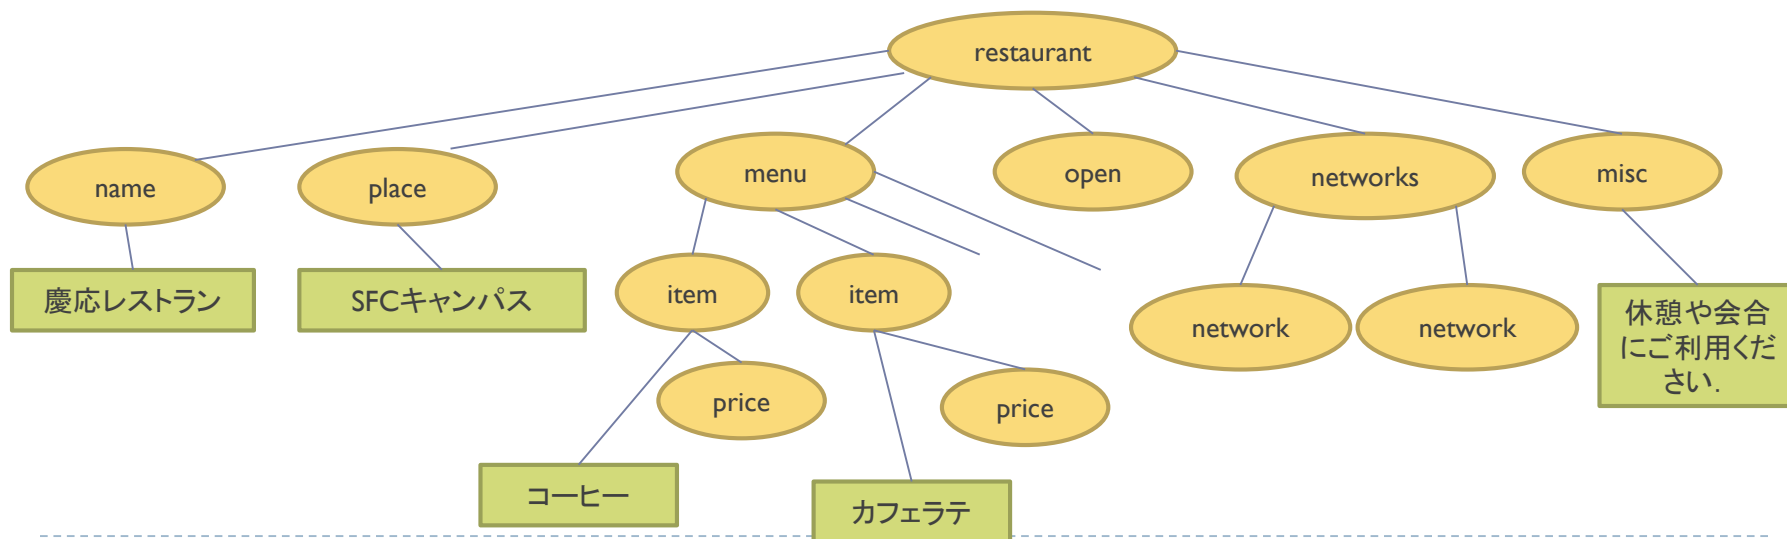 restaurant
name
place
menu
open
networks
misc
慶応レストラン
SFCキャンパス
item
item
network
network
休憩や会合
にご利用くだ
さい.
price
price
コーヒー
カフェラテ